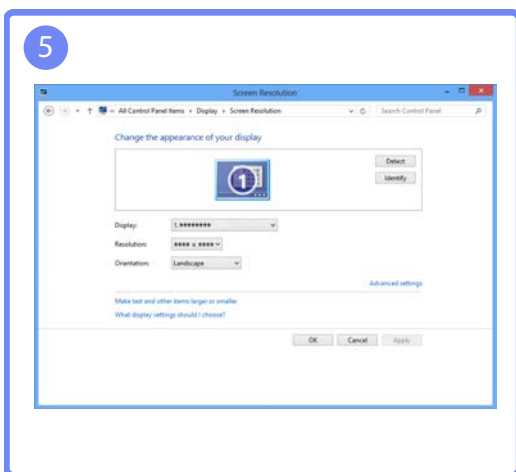 5
Screen Resolution
« All Control Panel Items › Display › Screen Resolution
Search Control Panel
Change the appearance of your display
1
Detect
Identify
Display: 1.********
Resolution: **** x ****
Orientation: Landscape
Advanced settings
Make text and other items larger or smaller
What display settings should I choose?
OK Cancel Apply